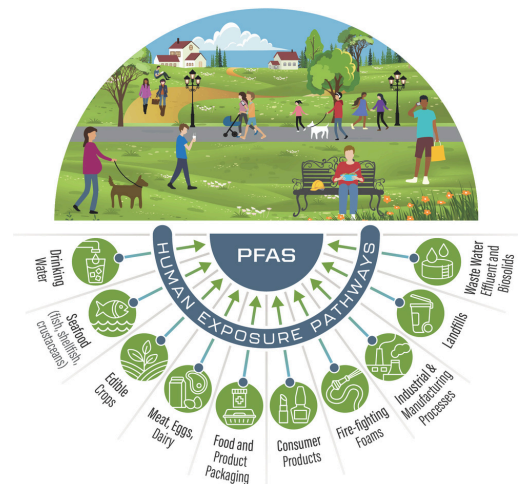 PFAS
HUMAN EXPOSURE PATHWAYS
Drinking
Water
Seafood
(fish, shellfish,
crustaceans)
Edible
Crops
Meat, Eggs,
Dairy
Food and
Product
Packaging
Consumer
Products
Fire-fighting
Foams
Industrial &
Manufacturing
Processes
Landfills
Waste Water
Effluent and
Biosolids